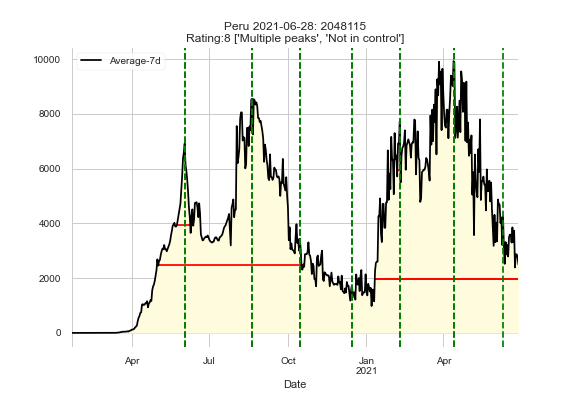 Peru 2021-06-28: 2048115
Rating:8 ['Multiple peaks', 'Not in control']
Average-7d
10000
8000
6000
4000
2000
0
Apr
Jul
Oct
Jan
2021
Apr
Date